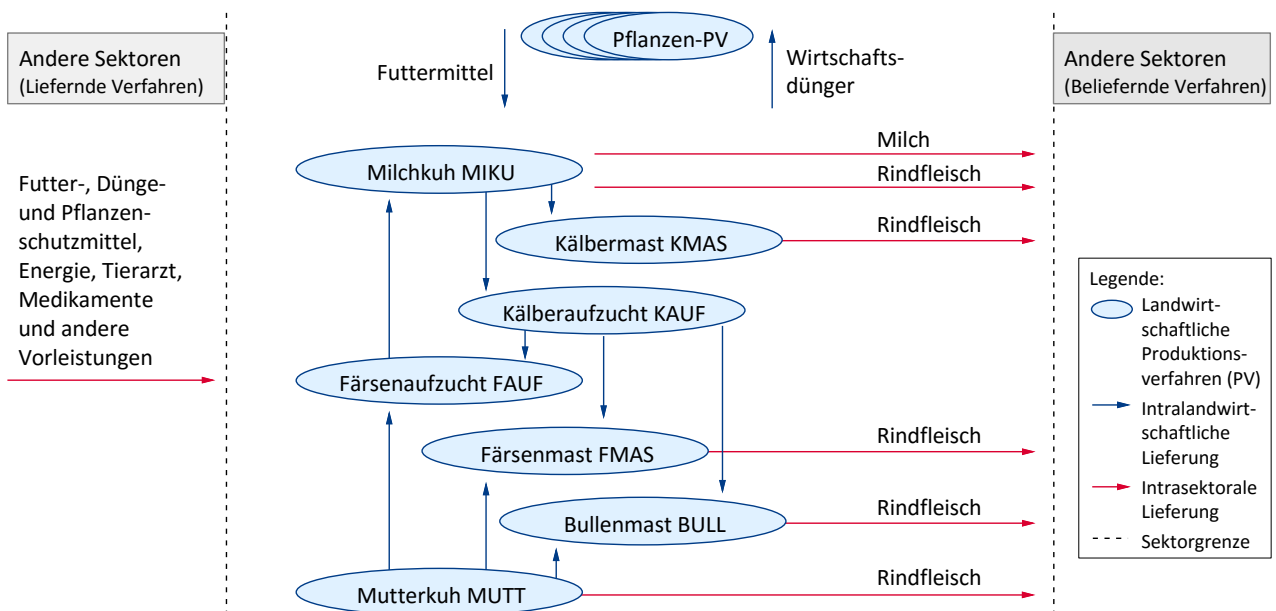 Andere Sektoren
(Liefernde Verfahren)
Pflanzen-PV
Futtermittel
Wirtschafts-
dünger
Andere Sektoren
(Beliefernde Verfahren)
Futter-, Dünge-
und Pflanzen-
schutzmittel,
Energie, Tierarzt,
Medikamente
und andere
Vorleistungen
Milchkuh MIKU
Milch
Rindfleisch
Kälbermast KMAS
Rindfleisch
Kälberaufzucht KAUF
Färsenaufzucht FAUF
Färsenmast FMAS
Rindfleisch
Bullenmast BULL
Rindfleisch
Mutterkuh MUTT
Rindfleisch
Legende:
Landwirt-
schaftliche
Produktions-
verfahren (PV)
Intralandwirt-
schaftliche
Lieferung
Intrasektorale
Lieferung
Sektorgrenze